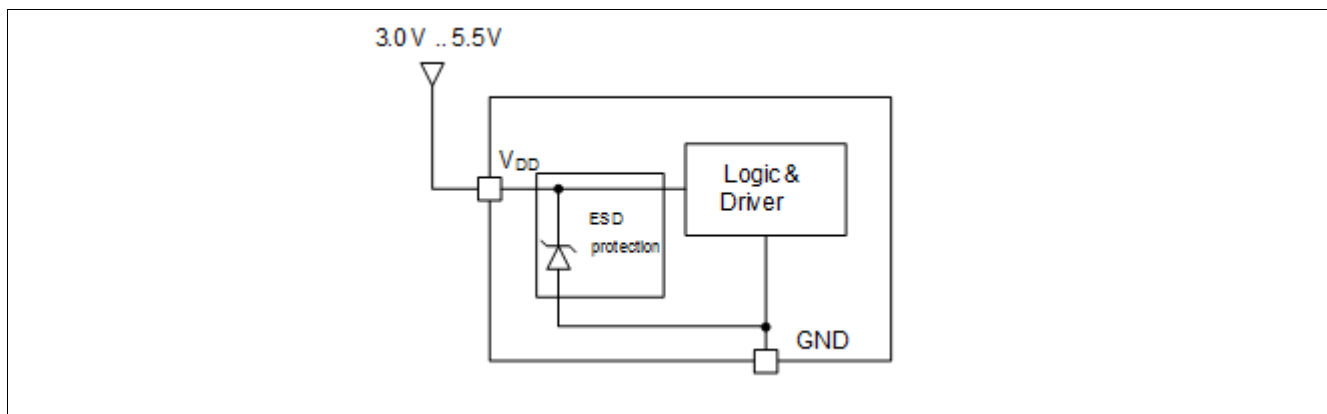 3.0 V .. 5.5V
VDD
Logic &
Driver
ESD
protection
GND